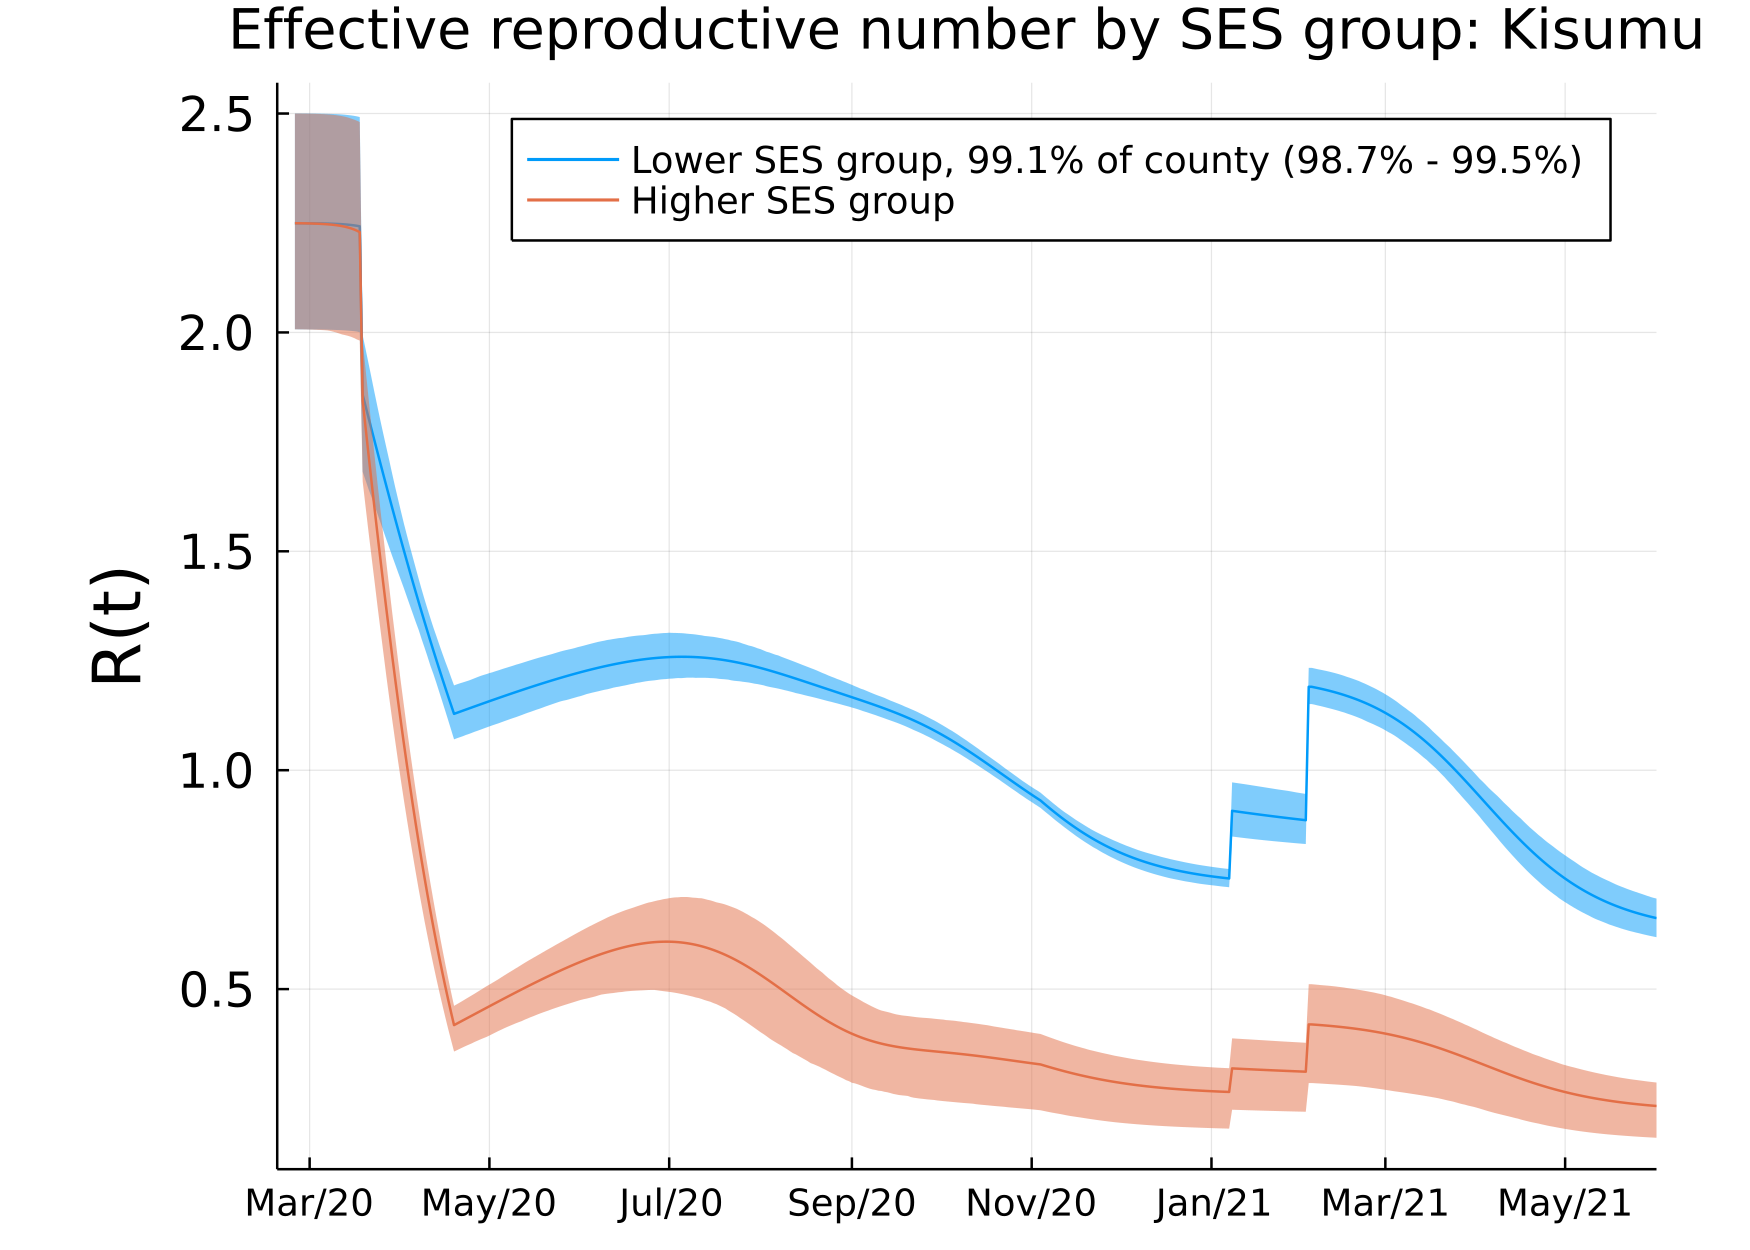 Effective reproductive number by SES group: Kisumu
2.5
2.0
1.5
1.0
0.5
R(t)
Lower SES group, 99.1% of county (98.7% - 99.5%)
Higher SES group
Mar/20 May/20 Jul/20 Sep/20 Nov/20 Jan/21 Mar/21 May/21